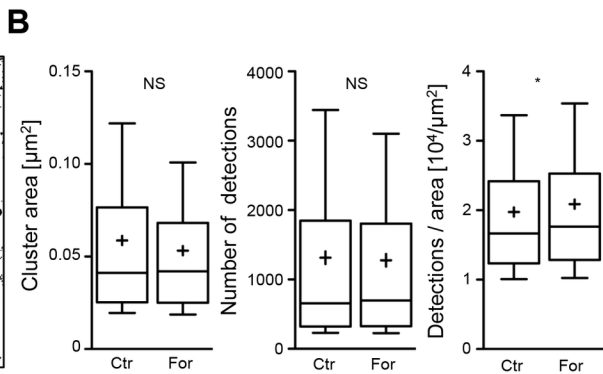 B
Cluster area [µm²]
0.15
0.10
0.05
0
NS
Ctr For
Number of detections
4000
3000
2000
1000
0
NS
Ctr For
Detections / area [10⁴/µm²]
4
3
2
1
0
*
Ctr For